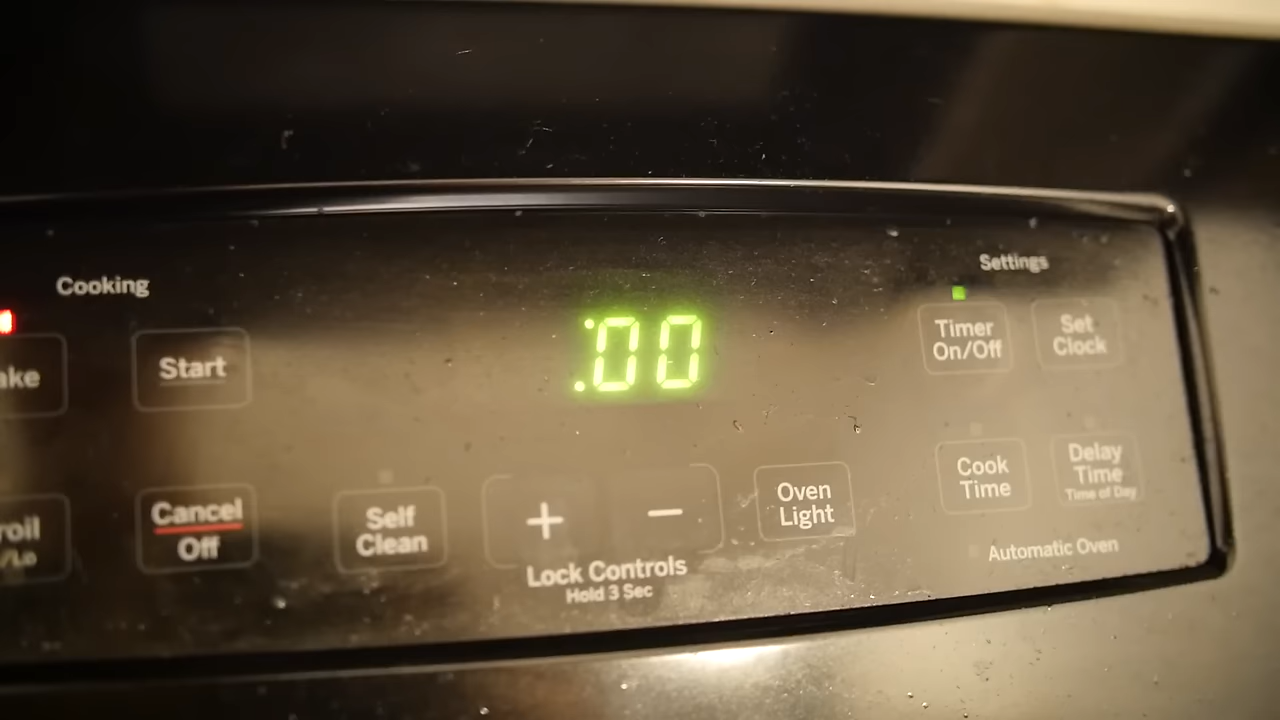 Cooking
Settings
:00
Timer
On/Off
Set
Clock
ake
Start
Cook
Time
Delay
Time
Time of Day
Oven
Light
+
−
Self
Clean
Cancel
Off
roil
/Lo
Lock Controls
Hold 3 Sec
Automatic Oven